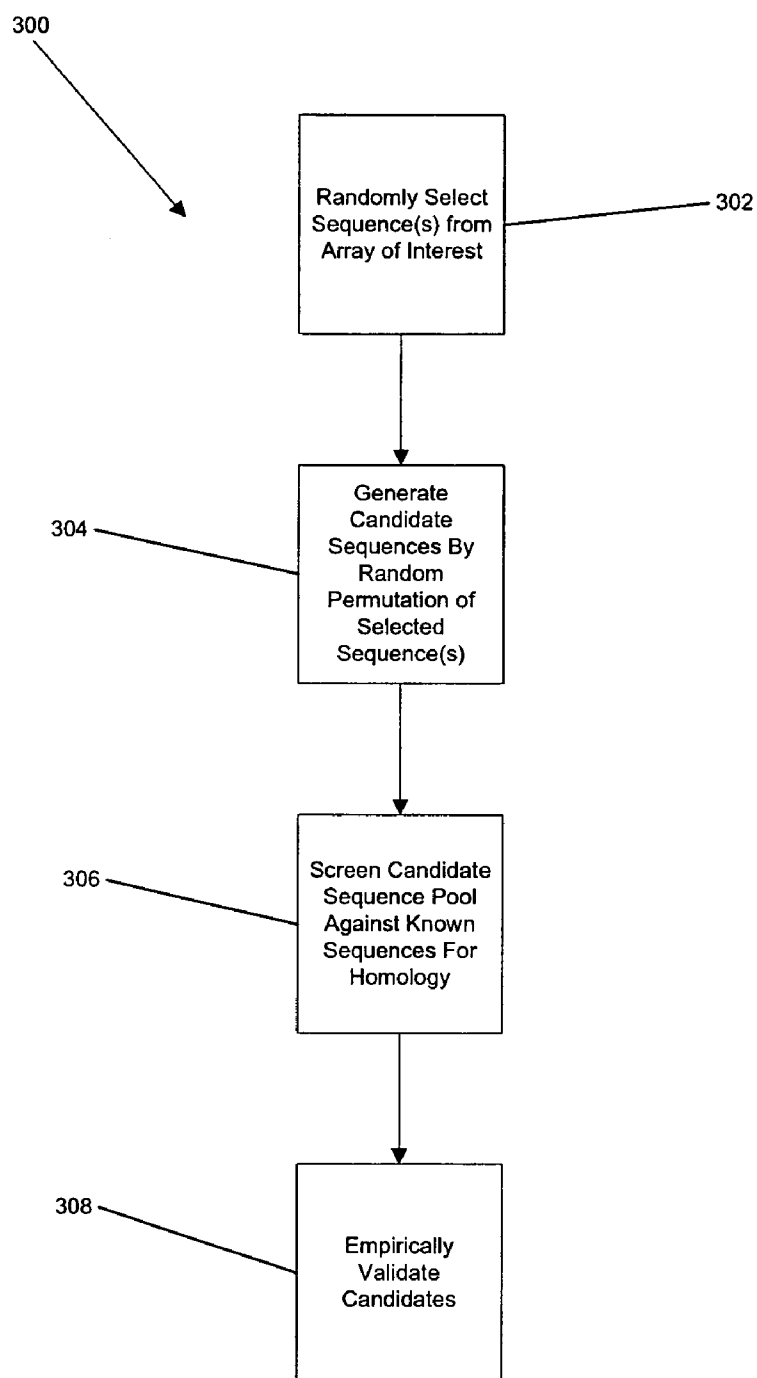 300
Randomly Select
Sequence(s) from
Array of Interest
302
Generate
Candidate
Sequences By
Random
Permutation of
Selected
Sequence(s)
304
Screen Candidate
Sequence Pool
Against Known
Sequences For
Homology
306
308
Empirically
Validate
Candidates